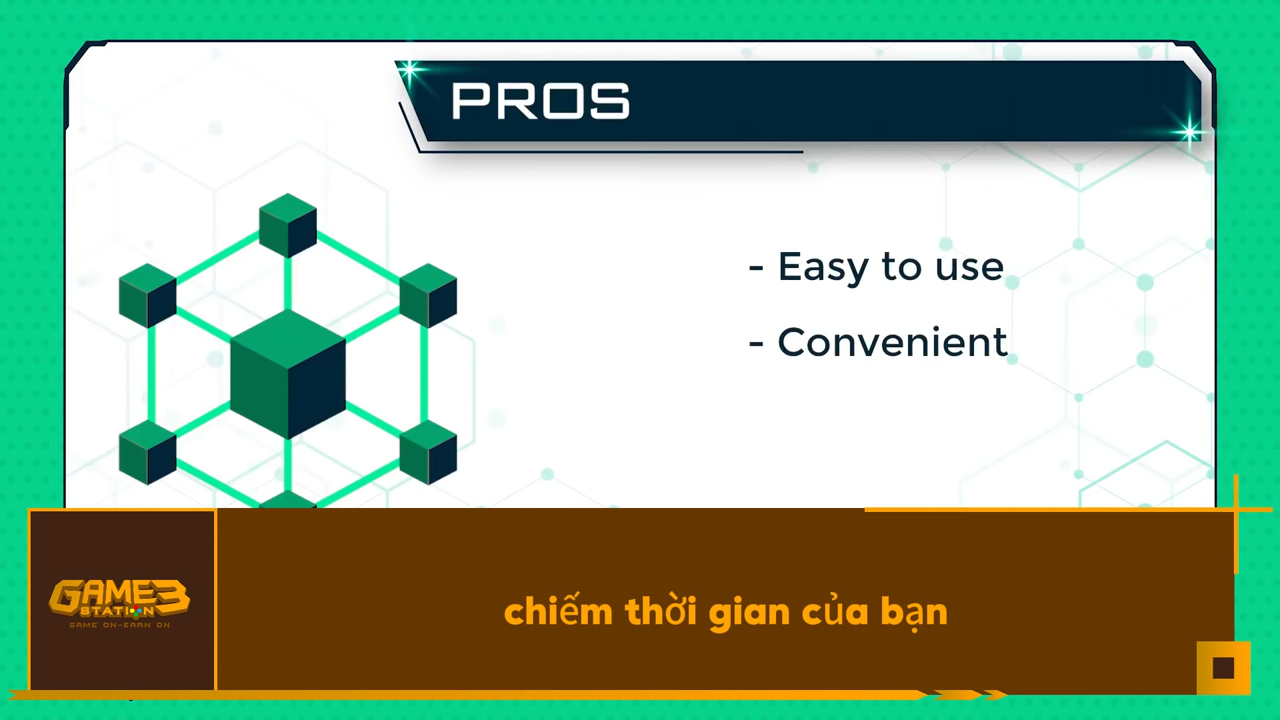 PROS
- Easy to use
- Convenient
GAME3
STATION
GAME ON-EARN ON
chiếm thời gian của bạn